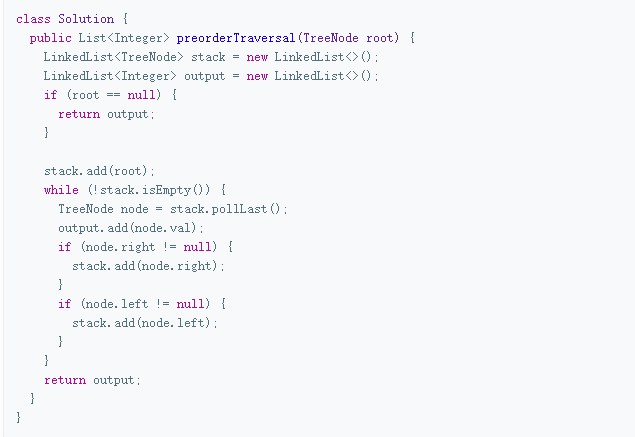 class Solution {
  public List<Integer> preorderTraversal(TreeNode root) {
    LinkedList<TreeNode> stack = new LinkedList<>();
    LinkedList<Integer> output = new LinkedList<>();
    if (root == null) {
      return output;
    }

    stack.add(root);
    while (!stack.isEmpty()) {
      TreeNode node = stack.pollLast();
      output.add(node.val);
      if (node.right != null) {
        stack.add(node.right);
      }
      if (node.left != null) {
        stack.add(node.left);
      }
    }
    return output;
  }
}